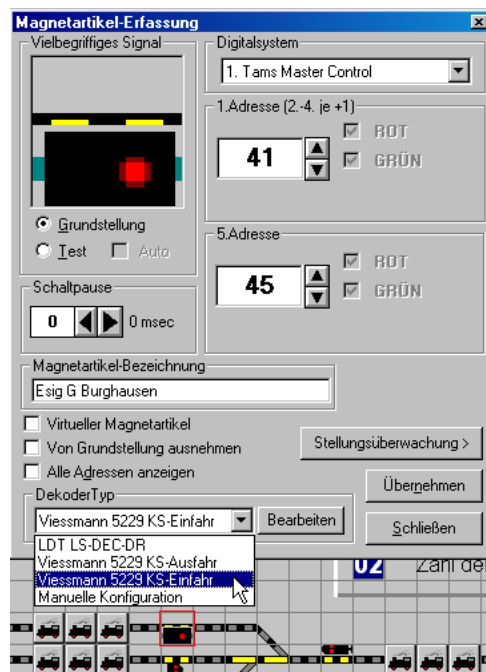 Magnetartikel-Erfassung
Vielbegriffiges Signal
Grundstellung
Test Auto
Schaltpause
0 0 msec
Digitalsystem
1. Tams Master Control
1.Adresse (2.-4. je +1)
41
ROT
GRÜN
5.Adresse
45
ROT
GRÜN
Magnetartikel-Bezeichnung
Esig G Burghausen
Virtueller Magnetartikel
Von Grundstellung ausnehmen
Alle Adressen anzeigen
Stellungsüberwachung >
DekoderTyp
Viessmann 5229 KS-Einfahr
Bearbeiten
Übernehmen
Schließen
LDT LS-DEC-DR
Viessmann 5229 KS-Ausfahr
Viessmann 5229 KS-Einfahr
Manuelle Konfiguration
02 Zahl